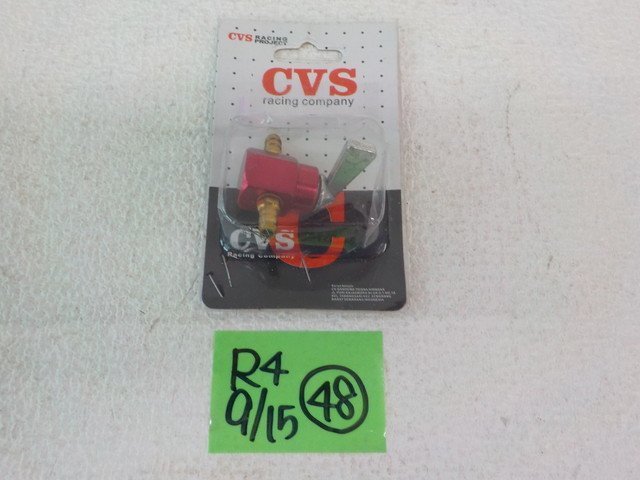 CVS RACING
PROJECT
CVS
racing company
CVS
Racing Company
R4
9/15 48